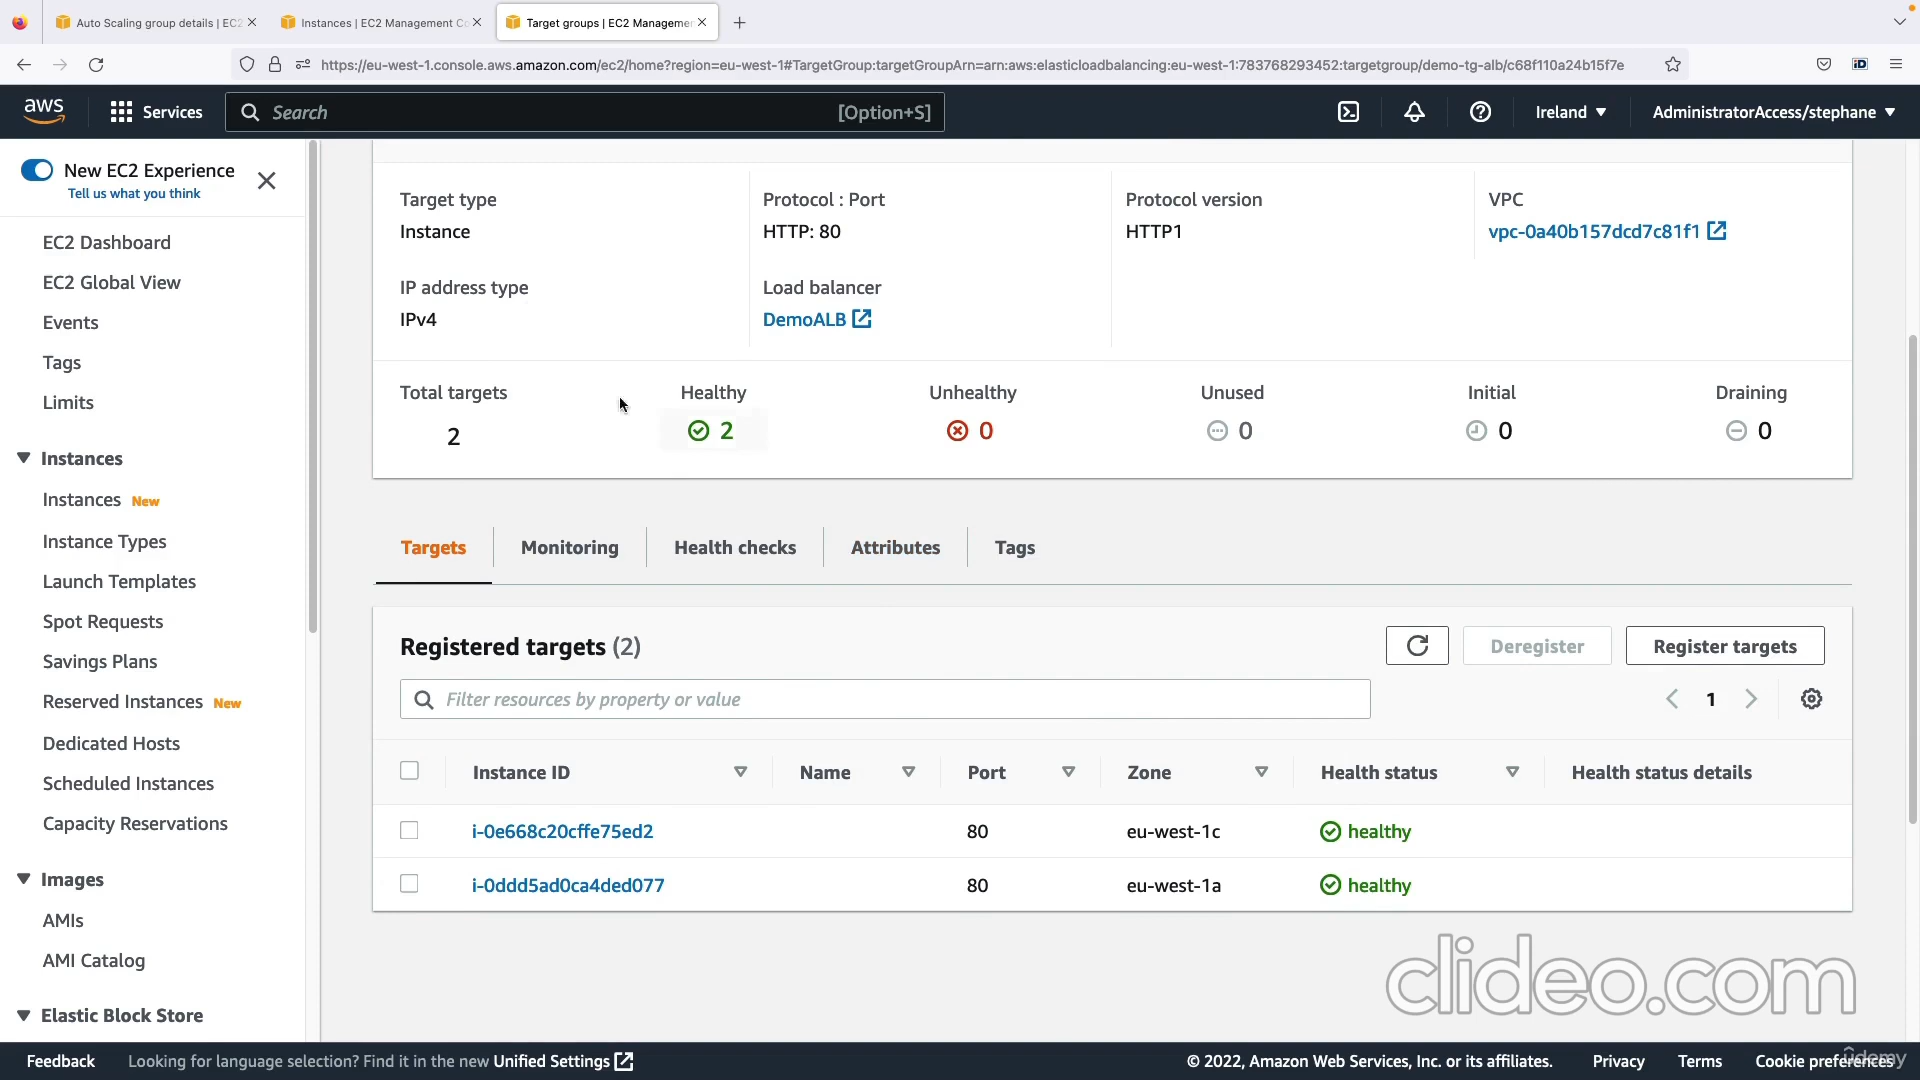 Auto Scaling group details | EC2
Instances | EC2 Management Co
Target groups | EC2 Managemen
https://eu-west-1.console.aws.amazon.com/ec2/home?region=eu-west-1#TargetGroup:targetGroupArn=arn:aws:elasticloadbalancing:eu-west-1:783768293452:targetgroup/demo-tg-alb/c68f110a24b15f7e
aws
Services
Search
[Option+S]
Ireland
AdministratorAccess/stephane
New EC2 Experience
Tell us what you think
EC2 Dashboard
EC2 Global View
Events
Tags
Limits
Instances
Instances New
Instance Types
Launch Templates
Spot Requests
Savings Plans
Reserved Instances New
Dedicated Hosts
Scheduled Instances
Capacity Reservations
Images
AMIs
AMI Catalog
Elastic Block Store
Target type
Instance
Protocol : Port
HTTP: 80
Protocol version
HTTP1
VPC
vpc-0a40b157dcd7c81f1
IP address type
IPv4
Load balancer
DemoALB
Total targets
2
Healthy
2
Unhealthy
0
Unused
0
Initial
0
Draining
0
Targets
Monitoring
Health checks
Attributes
Tags
Registered targets (2)
Deregister
Register targets
Filter resources by property or value
1
Instance ID
Name
Port
Zone
Health status
Health status details
i-0e668c20cffe75ed2
80
eu-west-1c
healthy
i-0ddd5ad0ca4ded077
80
eu-west-1a
healthy
clideo.com
Feedback
Looking for language selection? Find it in the new Unified Settings
© 2022, Amazon Web Services, Inc. or its affiliates.
Privacy
Terms
Cookie preferences
udemy